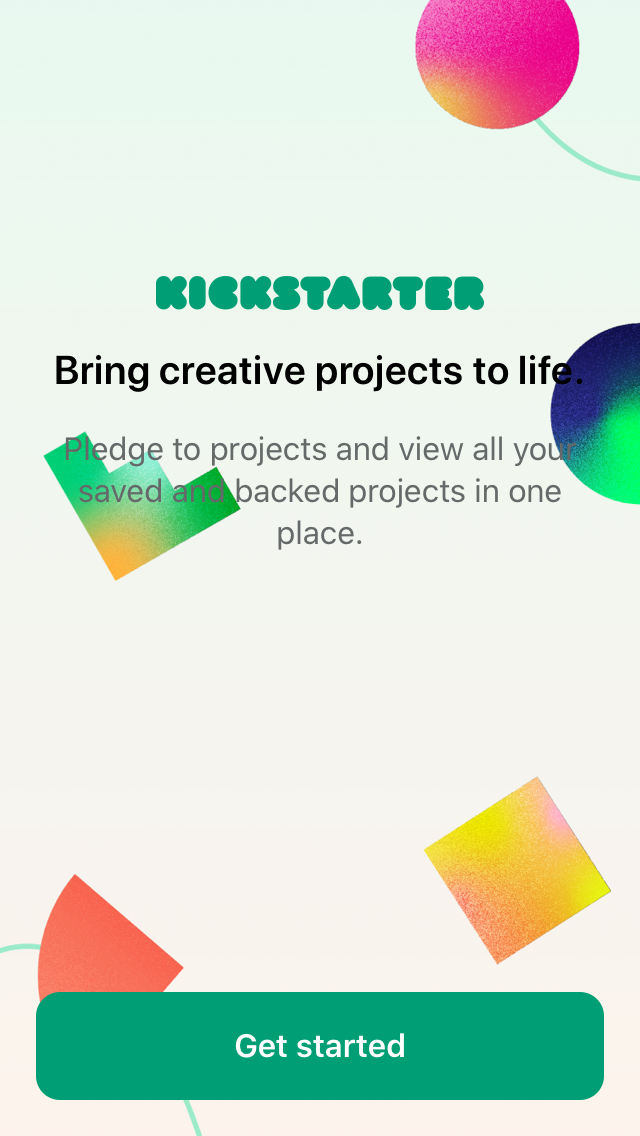 KICKSTARTER
Bring creative projects to life.
Pledge to projects and view all your
saved and backed projects in one
place.
Get started